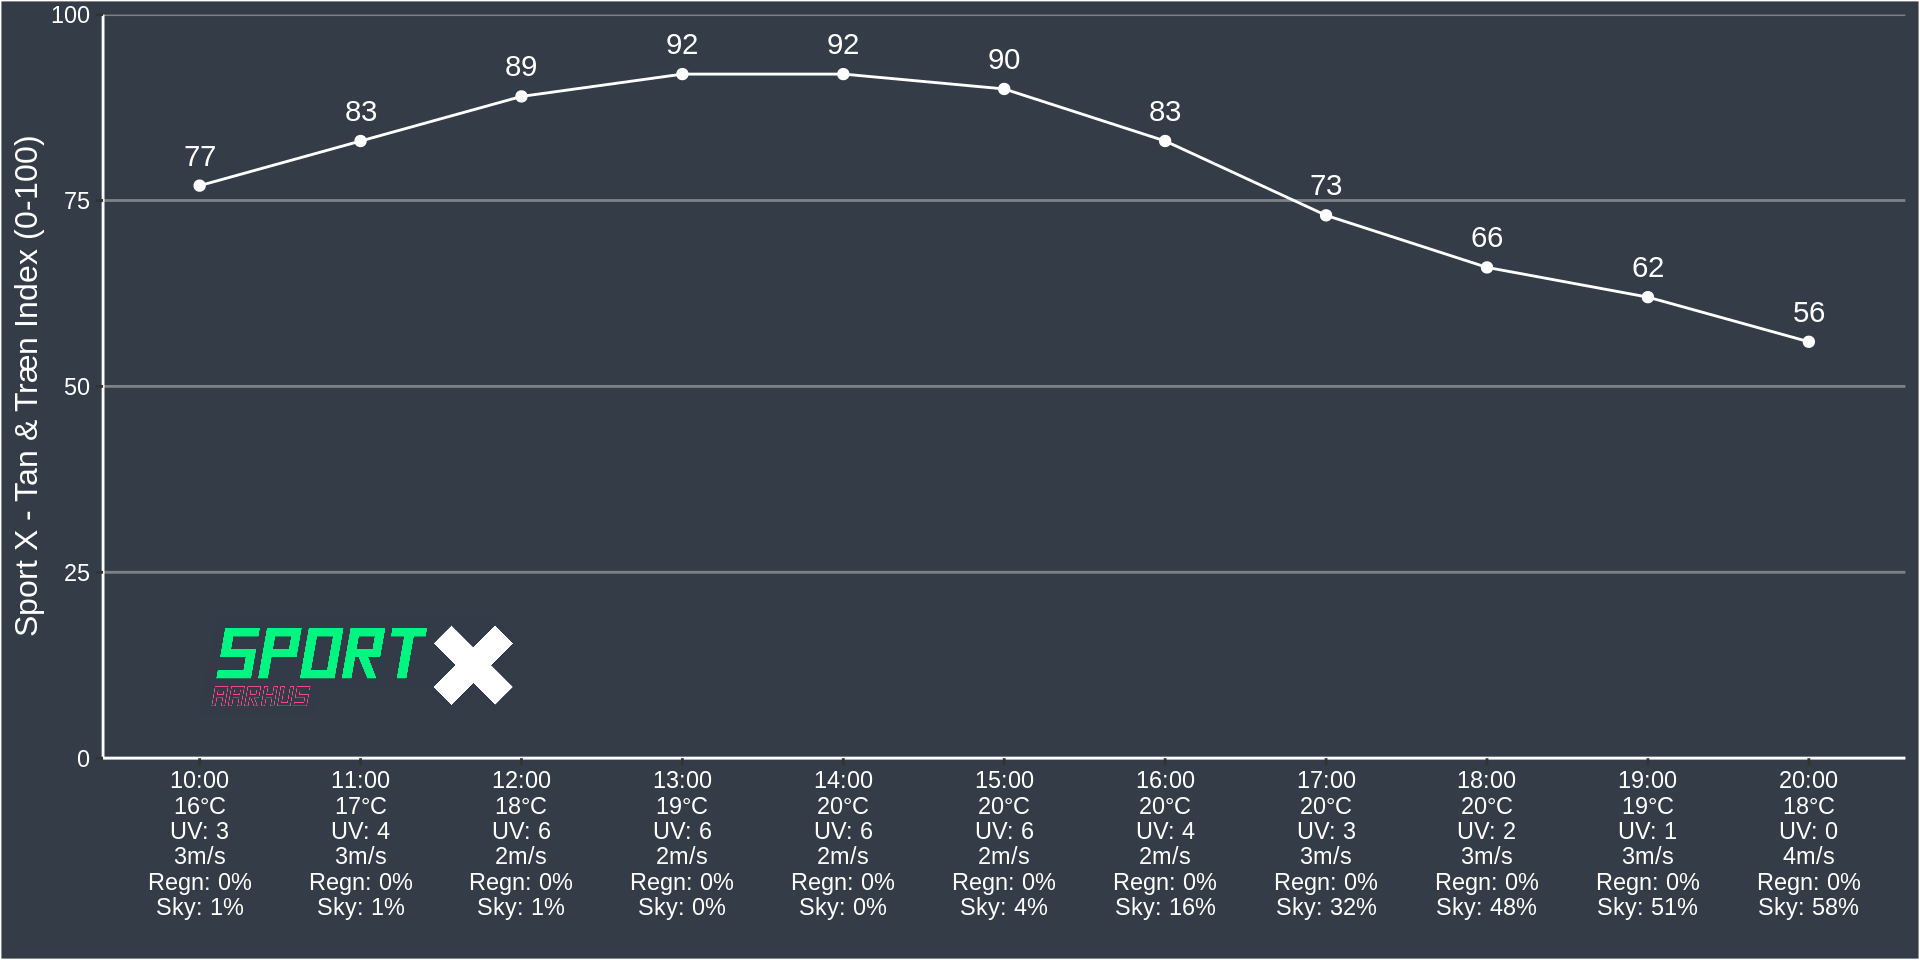 Sport X - Tan & Træn Index (0-100)
100
75
50
25
0
77
83
89
92
92
90
83
73
66
62
56
SPORT X
AARHUS
10:00 11:00 12:00 13:00 14:00 15:00 16:00 17:00 18:00 19:00 20:00
16°C 17°C 18°C 19°C 20°C 20°C 20°C 20°C 20°C 19°C 18°C
UV: 3 UV: 4 UV: 6 UV: 6 UV: 6 UV: 6 UV: 4 UV: 3 UV: 2 UV: 1 UV: 0
3m/s 3m/s 2m/s 2m/s 2m/s 2m/s 2m/s 3m/s 3m/s 3m/s 4m/s
Regn: 0% Regn: 0% Regn: 0% Regn: 0% Regn: 0% Regn: 0% Regn: 0% Regn: 0% Regn: 0% Regn: 0% Regn: 0%
Sky: 1% Sky: 1% Sky: 1% Sky: 0% Sky: 0% Sky: 4% Sky: 16% Sky: 32% Sky: 48% Sky: 51% Sky: 58%